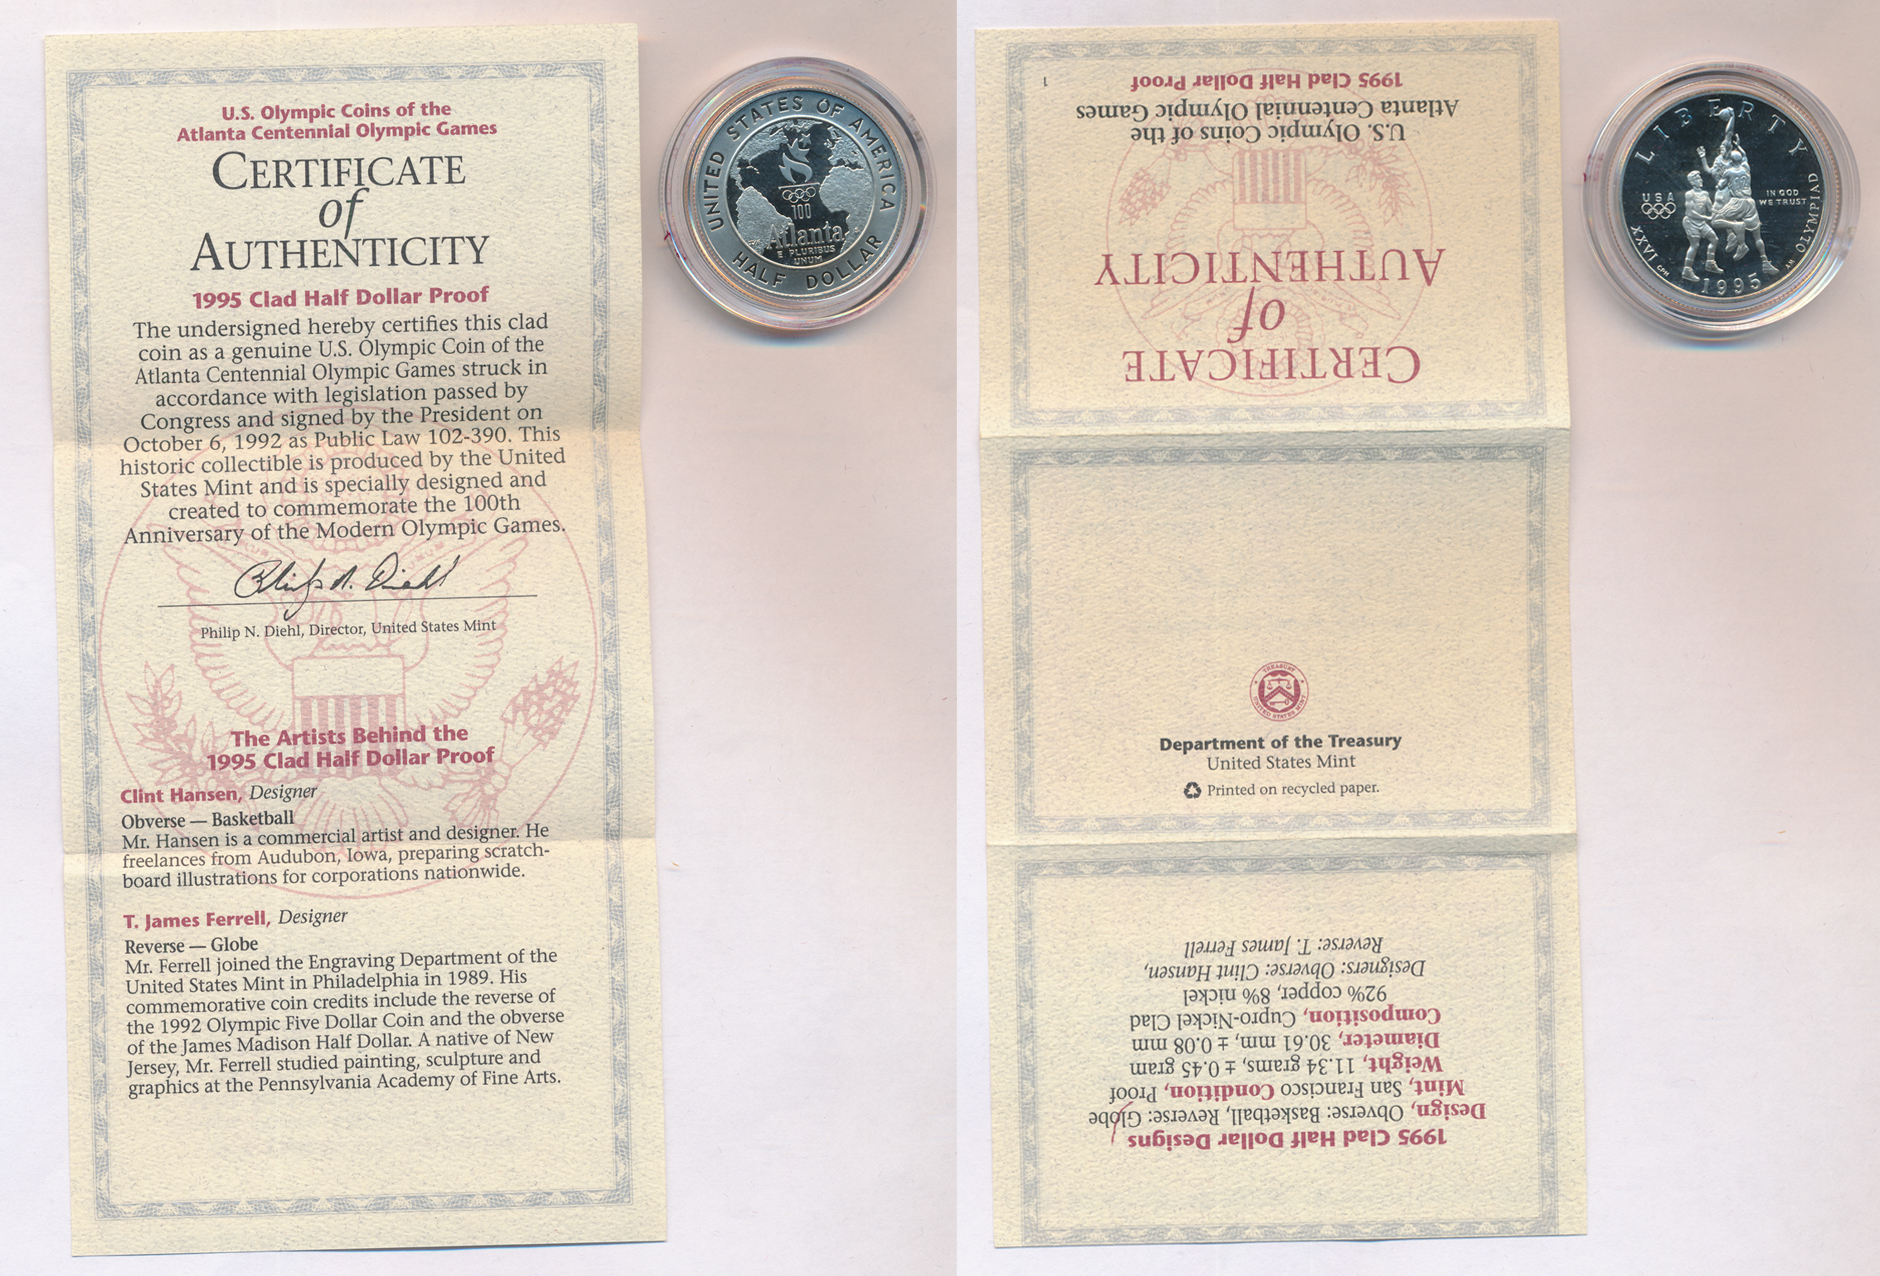 U.S. Olympic Coins of the
Atlanta Centennial Olympic Games
CERTIFICATE
of
AUTHENTICITY
1995 Clad Half Dollar Proof
The undersigned hereby certifies this clad
coin as a genuine U.S. Olympic Coin of the
Atlanta Centennial Olympic Games struck in
accordance with legislation passed by
Congress and signed by the President on
October 6, 1992 as Public Law 102-390. This
historic collectible is produced by the United
States Mint and is specially designed and
created to commemorate the 100th
Anniversary of the Modern Olympic Games.
Philip N. Diehl
Philip N. Diehl, Director, United States Mint
The Artists Behind the
1995 Clad Half Dollar Proof
Clint Hansen, Designer
Obverse — Basketball
Mr. Hansen is a commercial artist and designer. He
freelances from Audubon, Iowa, preparing scratch-
board illustrations for corporations nationwide.
T. James Ferrell, Designer
Reverse — Globe
Mr. Ferrell joined the Engraving Department of the
United States Mint in Philadelphia in 1989. His
commemorative coin credits include the reverse of
the 1992 Olympic Five Dollar Coin and the obverse
of the James Madison Half Dollar. A native of New
Jersey, Mr. Ferrell studied painting, sculpture and
graphics at the Pennsylvania Academy of Fine Arts.
UNITED STATES OF AMERICA
100
Atlanta
E PLURIBUS
UNUM
HALF DOLLAR
CERTIFICATE
of
AUTHENTICITY
U.S. Olympic Coins of the
Atlanta Centennial Olympic Games
1995 Clad Half Dollar Proof
1
TREASURY
UNITED STATES MINT
Department of the Treasury
United States Mint
Printed on recycled paper.
1995 Clad Half Dollar Designs
Design, Obverse: Basketball, Reverse: Globe
Mint, San Francisco Condition, Proof
Weight, 11.34 grams, ± 0.45 gram
Diameter, 30.61 mm, ± 0.08 mm
Composition, Cupro-Nickel Clad
92% copper, 8% nickel
Designers: Obverse: Clint Hansen,
Reverse: T. James Ferrell
LIBERTY
USA
IN GOD
WE TRUST
XXVI
OLYMPIAD
1995